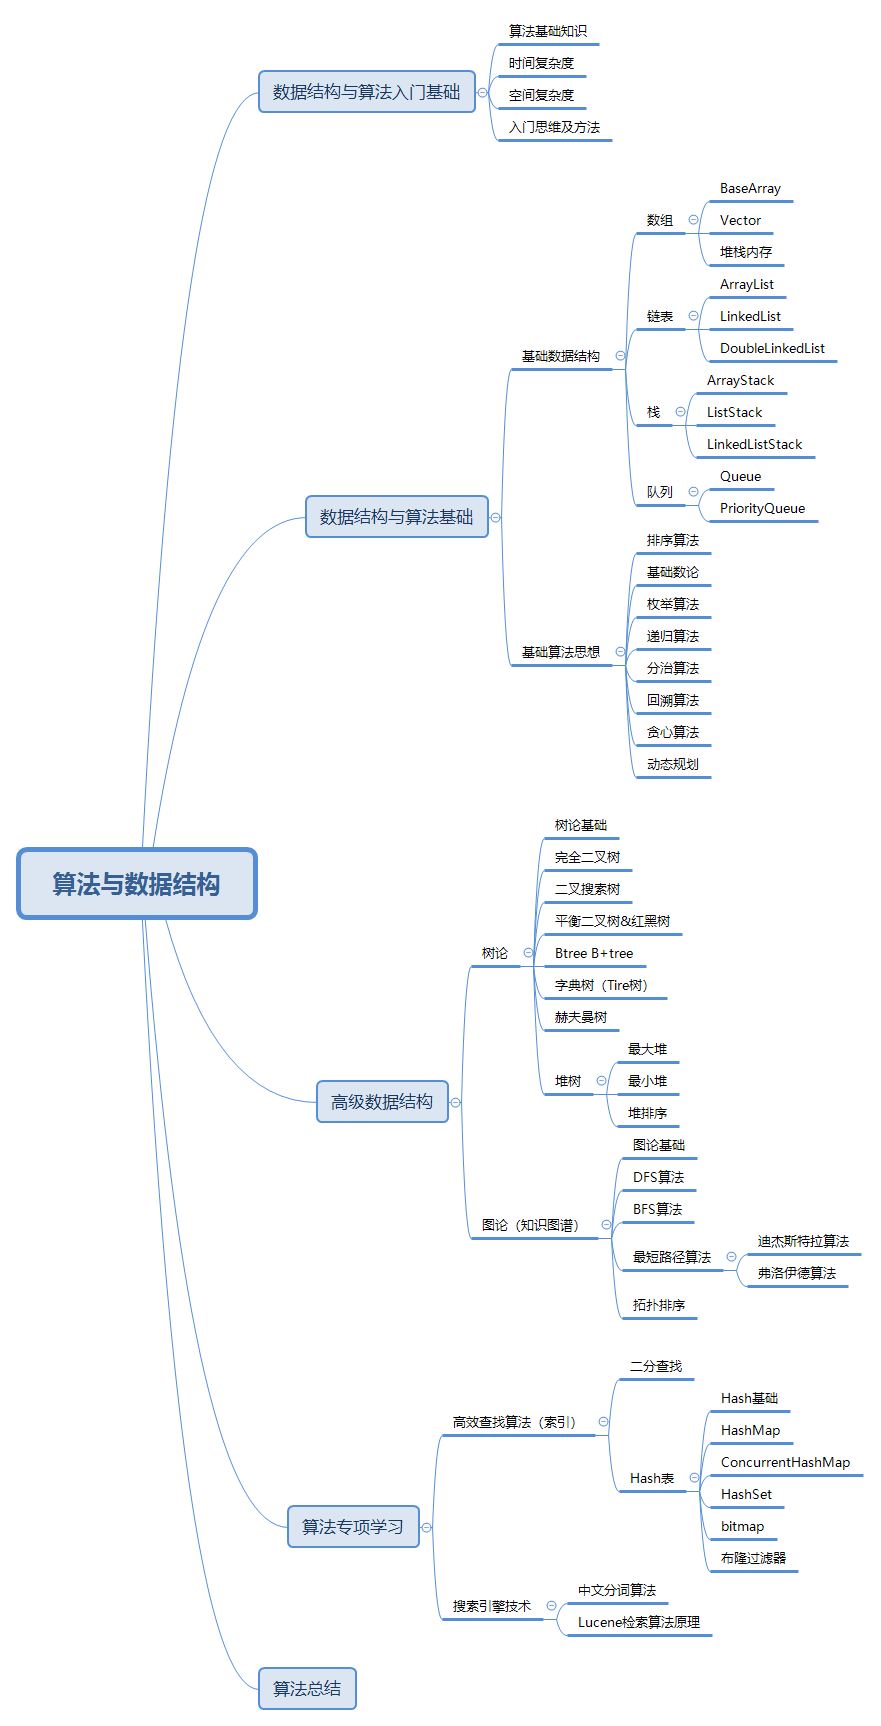 算法基础知识
时间复杂度
数据结构与算法入门基础
空间复杂度
入门思维及方法
BaseArray
数组
Vector
堆栈内存
ArrayList
链表
LinkedList
DoubleLinkedList
基础数据结构
ArrayStack
栈
ListStack
LinkedListStack
Queue
队列
PriorityQueue
数据结构与算法基础
排序算法
基础数论
枚举算法
递归算法
基础算法思想
分治算法
回溯算法
贪心算法
动态规划
算法与数据结构
树论基础
完全二叉树
二叉搜索树
平衡二叉树&红黑树
树论
Btree B+tree
字典树（Tire树）
赫夫曼树
最大堆
堆树
最小堆
堆排序
高级数据结构
图论基础
DFS算法
BFS算法
图论（知识图谱）
迪杰斯特拉算法
最短路径算法
弗洛伊德算法
拓扑排序
二分查找
高效查找算法（索引）
Hash基础
HashMap
ConcurrentHashMap
Hash表
HashSet
bitmap
布隆过滤器
算法专项学习
中文分词算法
搜索引擎技术
Lucene检索算法原理
算法总结